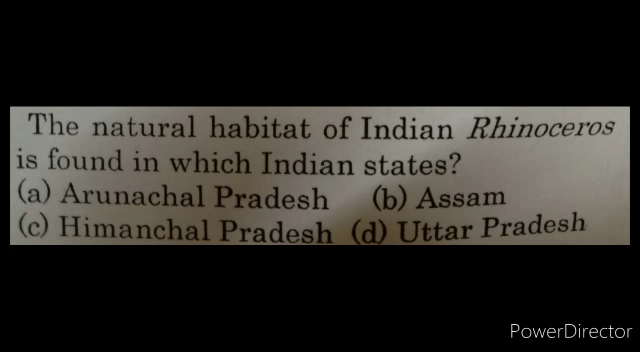 The natural habitat of Indian Rhinoceros
is found in which Indian states?
(a) Arunachal Pradesh (b) Assam
(c) Himanchal Pradesh (d) Uttar Pradesh
PowerDirector